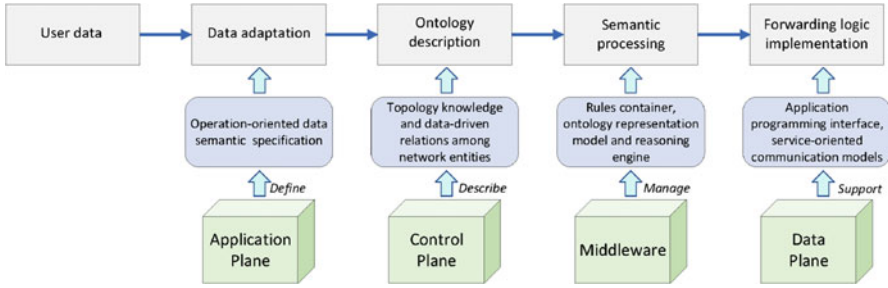 User data
Data adaptation
Ontology
description
Semantic
processing
Forwarding logic
implementation
Operation-oriented data
semantic specification
Topology knowledge
and data-driven
relations among
network entities
Rules container,
ontology representation
model and reasoning
engine
Application
programming interface,
service-oriented
communication models
Define
Describe
Manage
Support
Application
Plane
Control
Plane
Middleware
Data
Plane